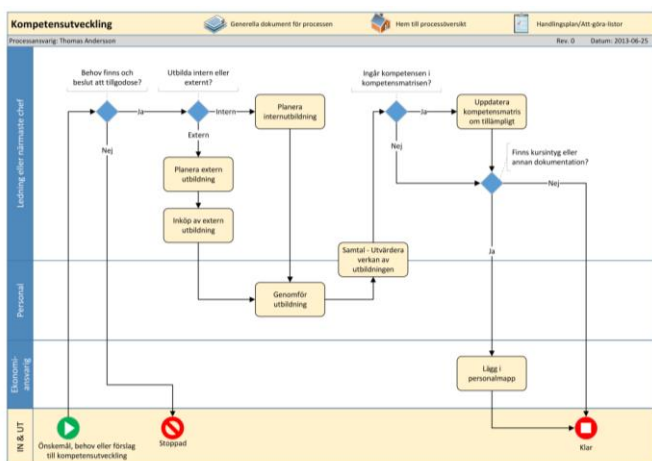 Kompetensutveckling
Generella dokument för processen
Hem till processöversikt
Handlingsplan/Att-göra-listor
Processansvarig: Thomas Andersson
Rev. 0
Datum: 2013-06-25
Ledning eller närmaste chef
Behov finns och
beslut att tillgodose?
Utbilda intern eller
externt?
Ingår kompetensen i
kompetensmatrisen?
Ja
Intern
Planera
internutbildning
Ja
Uppdatera
kompetensmatris
om tillämpligt
Nej
Extern
Nej
Finns kursintyg eller
annan dokumentation?
Planera extern
utbildning
Nej
Inköp av extern
utbildning
Samtal - Utvärdera
verkan av
utbildningen
Ja
Personal
Genomför
utbildning
Ekonomi-
ansvarig
Lägg i
personalmapp
IN & UT
Önskemål, behov eller förslag
till kompetensutveckling
Stoppad
Klar